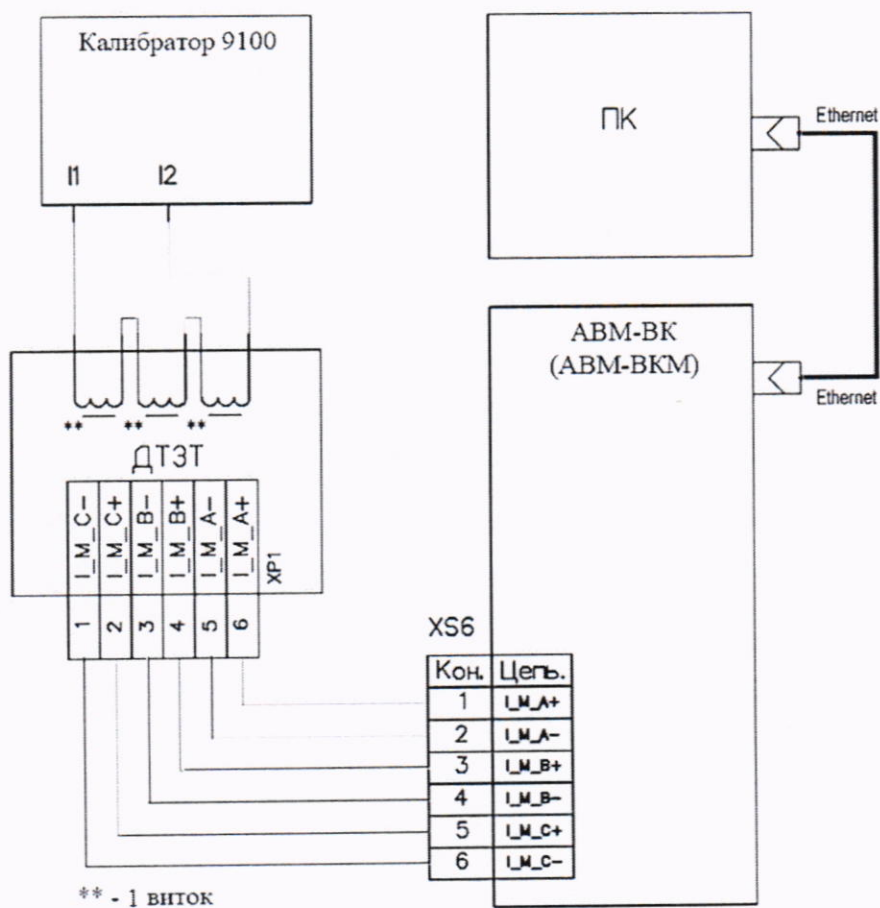 Калибратор 9100
I1
I2
ПК
Ethernet
АВМ-ВК
(АВМ-ВКМ)
Ethernet
** ** **
ДТ3Т
I_M_C-
I_M_C+
I_M_B-
I_M_B+
I_M_A-
I_M_A+
XP1
1
2
3
4
5
6
XS6
Кон. Цепь.
1 I_M_A+
2 I_M_A-
3 I_M_B+
4 I_M_B-
5 I_M_C+
6 I_M_C-
** - 1 виток